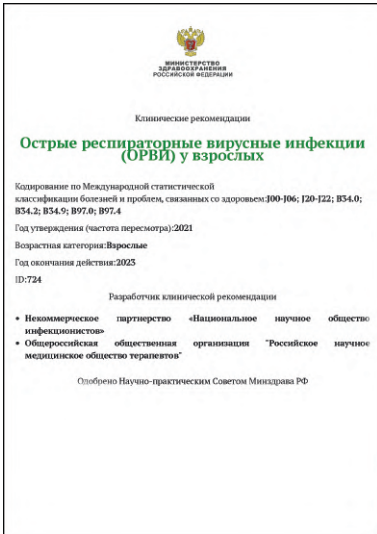 МИНИСТЕРСТВО
ЗДРАВООХРАНЕНИЯ
РОССИЙСКОЙ ФЕДЕРАЦИИ
Клинические рекомендации
Острые респираторные вирусные инфекции
(ОРВИ) у взрослых
Кодирование по Международной статистической
классификации болезней и проблем, связанных со здоровьем:J00-J06; J20-J22; B34.0;
B34.2; B34.9; B97.0; B97.4
Год утверждения (частота пересмотра):2021
Возрастная категория:Взрослые
Год окончания действия:2023
ID:724
Разработчик клинической рекомендации
• Некоммерческое партнерство «Национальное научное общество
инфекционистов»
• Общероссийская общественная организация "Российское научное
медицинское общество терапевтов"
Одобрено Научно-практическим Советом Минздрава РФ